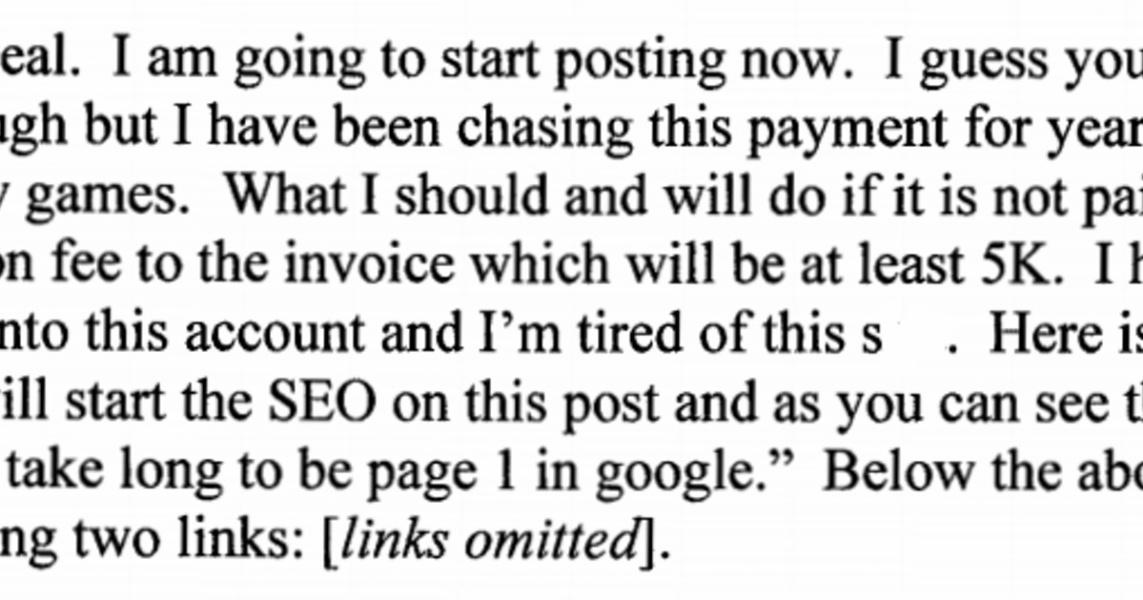 eal. I am going to start posting now. I guess you
ugh but I have been chasing this payment for year
y games. What I should and will do if it is not pai
on fee to the invoice which will be at least 5K. I h
nto this account and I’m tired of this s . Here is
ill start the SEO on this post and as you can see t
take long to be page 1 in google.” Below the abo
ng two links: [links omitted].